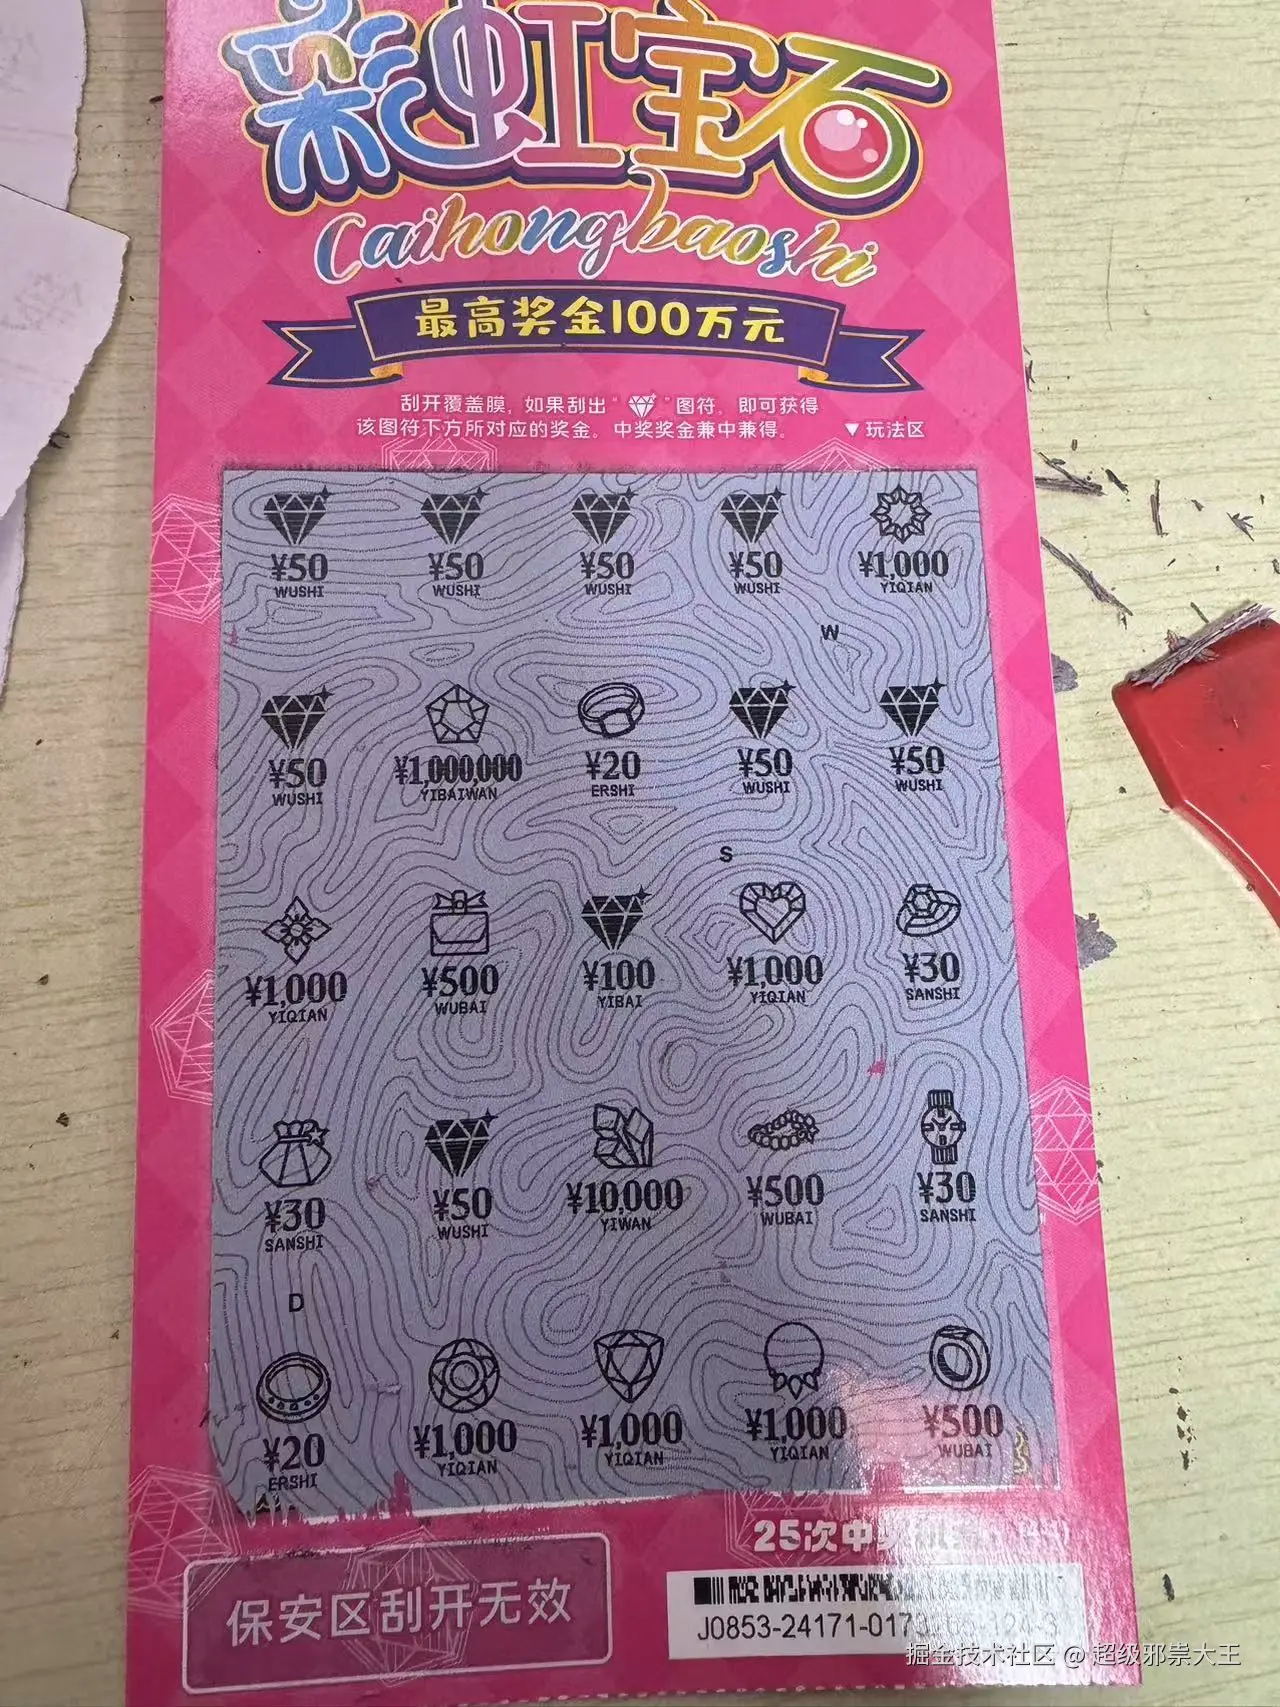 彩虹宝石
Caihongbaoshi
最高奖金100万元
刮开覆盖膜，如果刮出“ ”图符，即可获得
该图符下方所对应的奖金。中奖奖金兼中兼得。 ▼玩法区
¥50 ¥50 ¥50 ¥50 ¥1,000
WUSHI WUSHI WUSHI WUSHI YIQIAN
W
¥50 ¥1,000,000 ¥20 ¥50 ¥50
WUSHI YIBAIWAN ERSHI WUSHI WUSHI
S
¥1,000 ¥500 ¥100 ¥1,000 ¥30
YIQIAN WUBAI YIBAI YIQIAN SANSHI
¥30 ¥50 ¥10,000 ¥500 ¥30
SANSHI WUSHI YIWAN WUBAI SANSHI
D
¥20 ¥1,000 ¥1,000 ¥1,000 ¥500
ERSHI YIQIAN YIQIAN YIQIAN WUBAI
25次中奖
保安区刮开无效
J0853-24171-0173
掘金技术社区 @ 超级邪祟大王